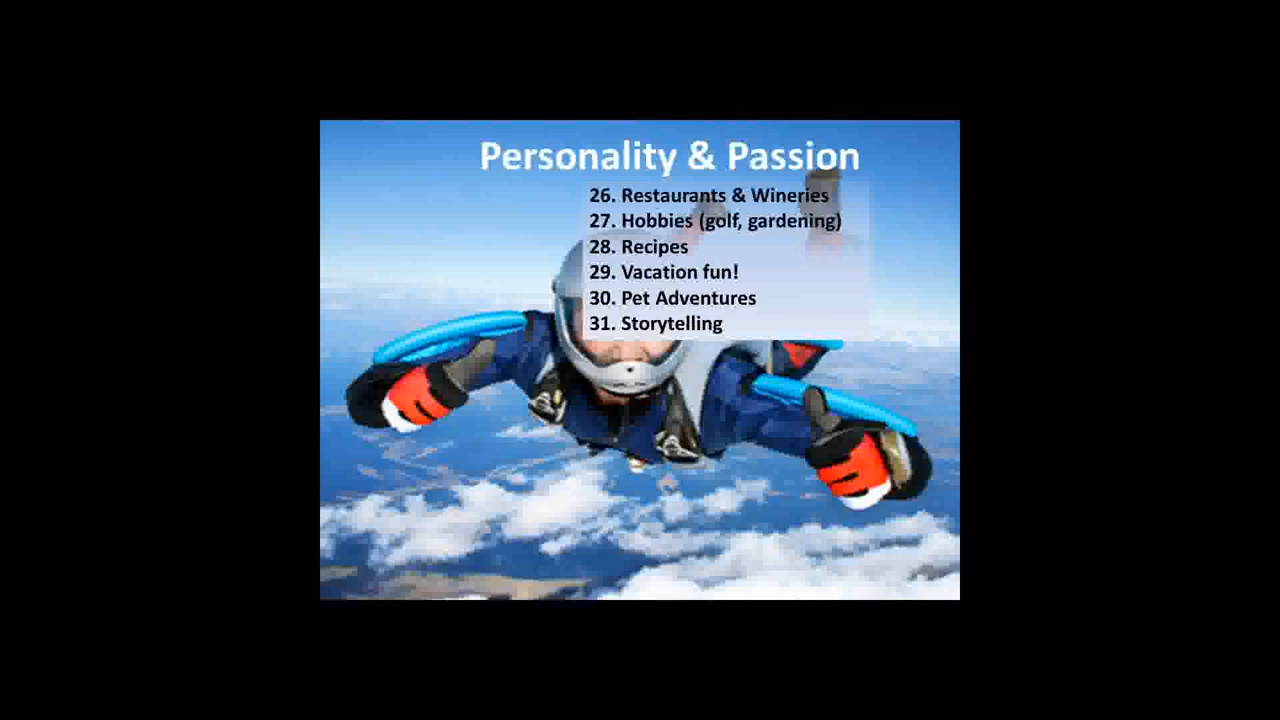 Personality & Passion
26. Restaurants & Wineries
27. Hobbies (golf, gardening)
28. Recipes
29. Vacation fun!
30. Pet Adventures
31. Storytelling